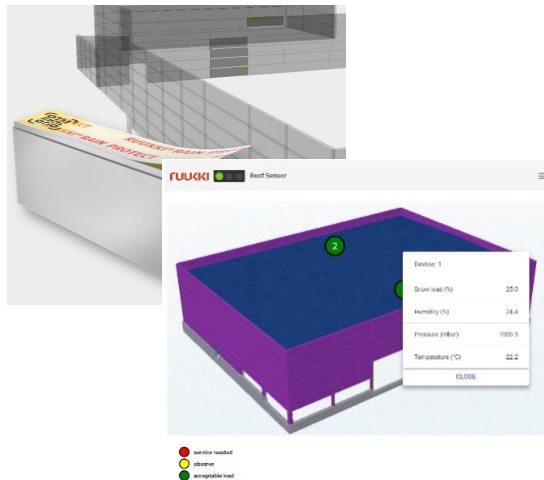 RUUKKI® RAIN PROTECT
RUUKKI Roof Sensor
2
Device: 1
Snow load (%) 25.0
Humidity (%) 24.4
Pressure (mbar) 1000.5
Temperature (°C) 22.2
CLOSE
service needed
observe
acceptable load